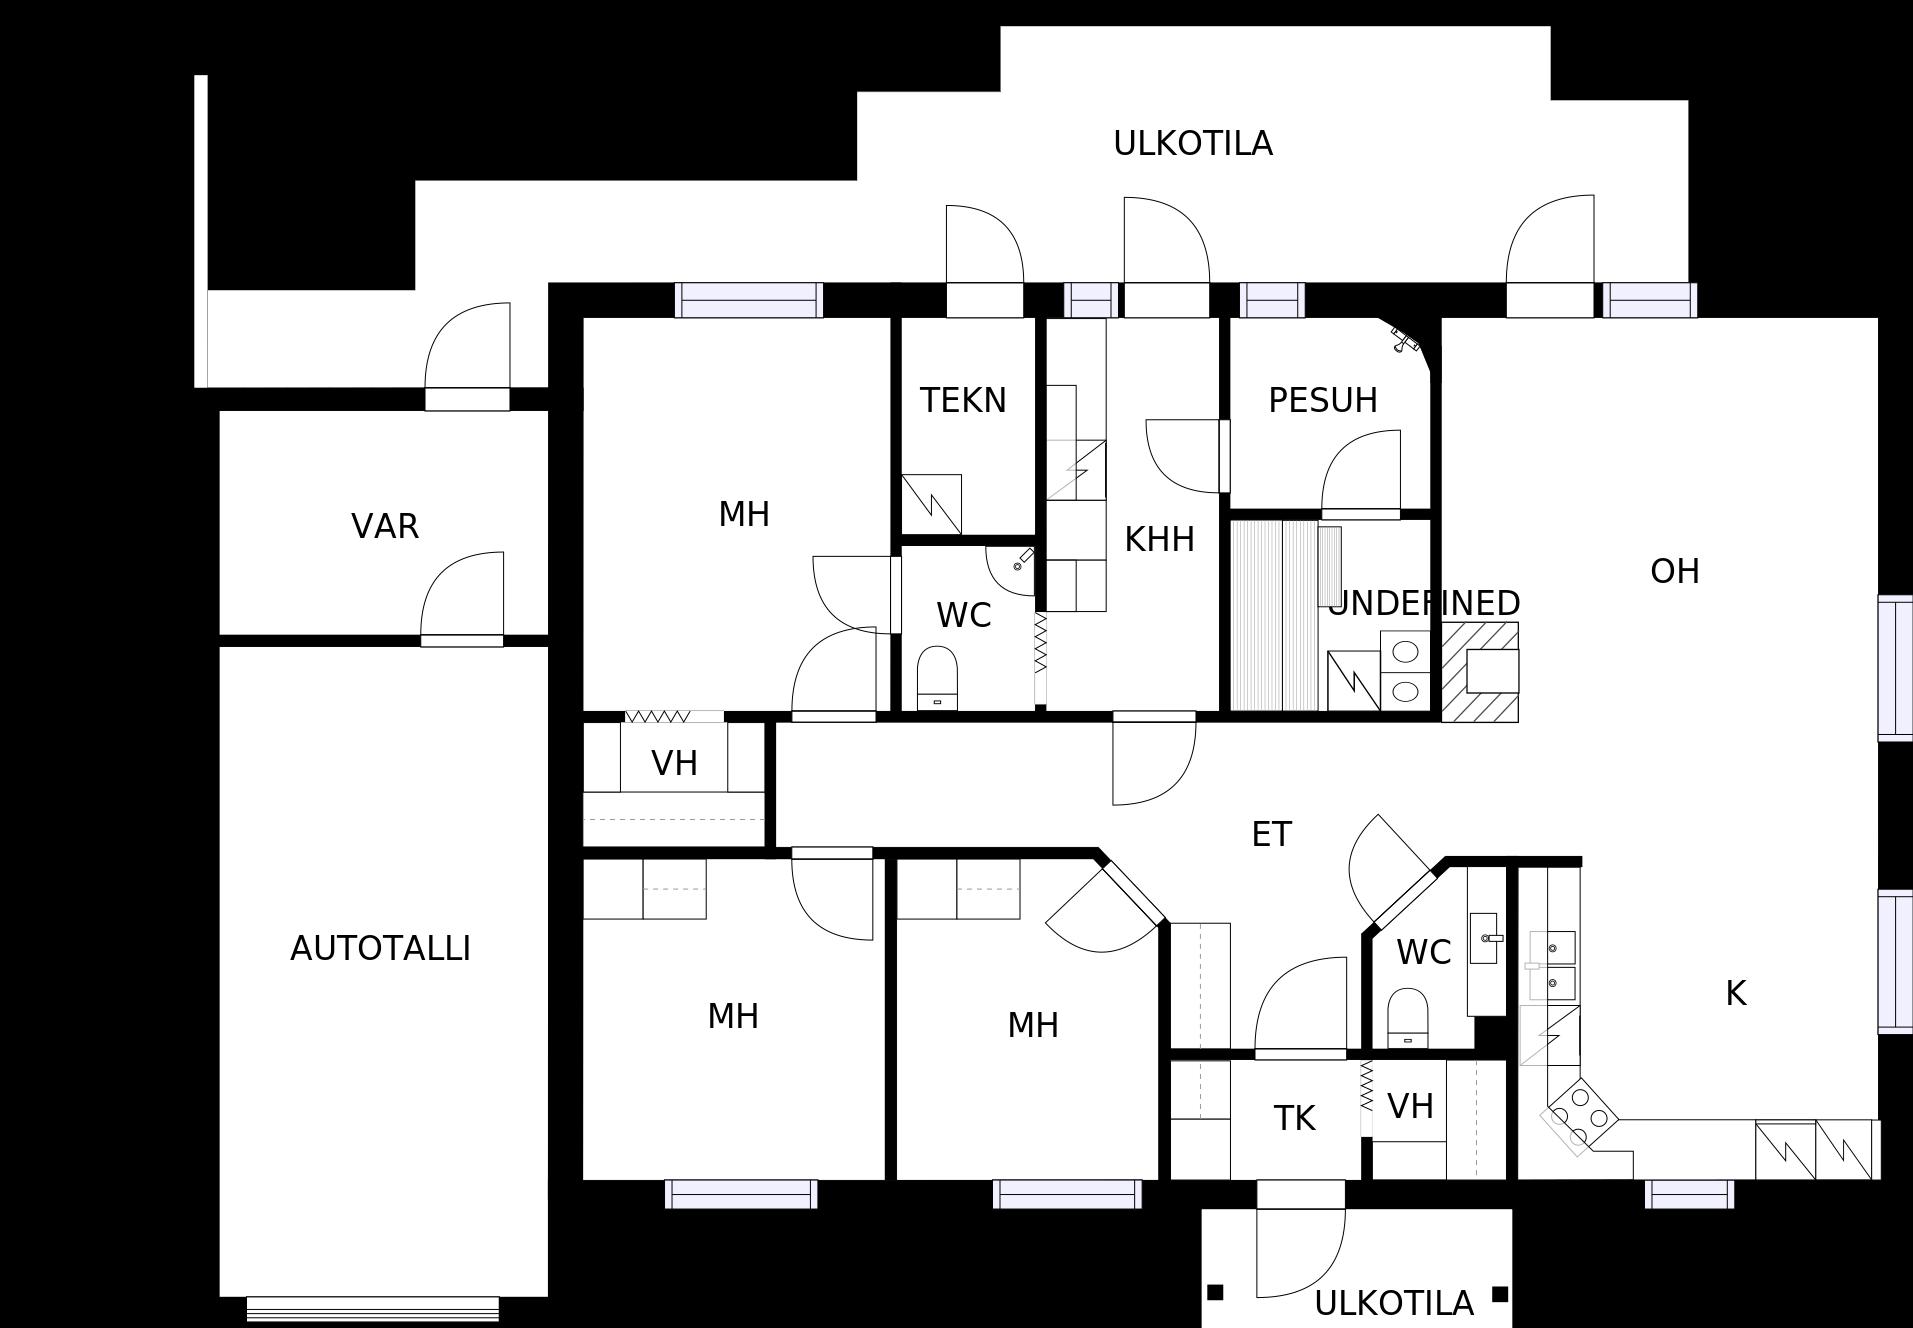 ULKOTILA
TEKN
PESUH
MH
VAR
KHH
OH
UNDEFINED
WC
VH
ET
AUTOTALLI
WC
K
MH
MH
TK
VH
ULKOTILA